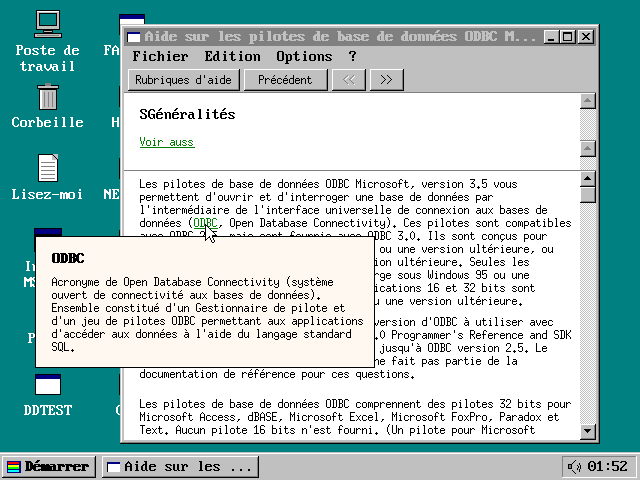 Poste de
travail
Corbeille
Lisez-moi
DDTEST
Aide sur les pilotes de base de données ODBC M...
Fichier Edition Options ?
Rubriques d'aide Précédent << >>
SGénéralités
Voir auss
Les pilotes de base de données ODBC Microsoft, version 3.5 vous
permettent d'ouvrir et d'interroger une base de données par
l'intermédiaire de l'interface universelle de connexion aux bases de
données (ODBC, Open Database Connectivity). Ces pilotes sont compatibles
avec ODBC mais sont fournis avec ODBC 3.0. Ils sont conçus pour
ou une version ultérieure, ou
version ultérieure. Seules les
sous Windows 95 ou une
16 et 32 bits sont
ou une version ultérieure.
ODBC
Acronyme de Open Database Connectivity (système
ouvert de connectivité aux bases de données).
Ensemble constitué d'un Gestionnaire de pilote et
d'un jeu de pilotes ODBC permettant aux applications
d'accéder aux données à l'aide du langage standard
SQL.
version d'ODBC à utiliser avec
.0 Programmer's Reference and SDK
jusqu'à ODBC version 2.5. Le
ne fait pas partie de la
documentation de référence pour ces questions.
Les pilotes de base de données ODBC comprennent des pilotes 32 bits pour
Microsoft Access, dBASE, Microsoft Excel, Microsoft FoxPro, Paradox et
Text. Aucun pilote 16 bits n'est fourni. (Un pilote pour Microsoft
Démarrer Aide sur les ... 01:52